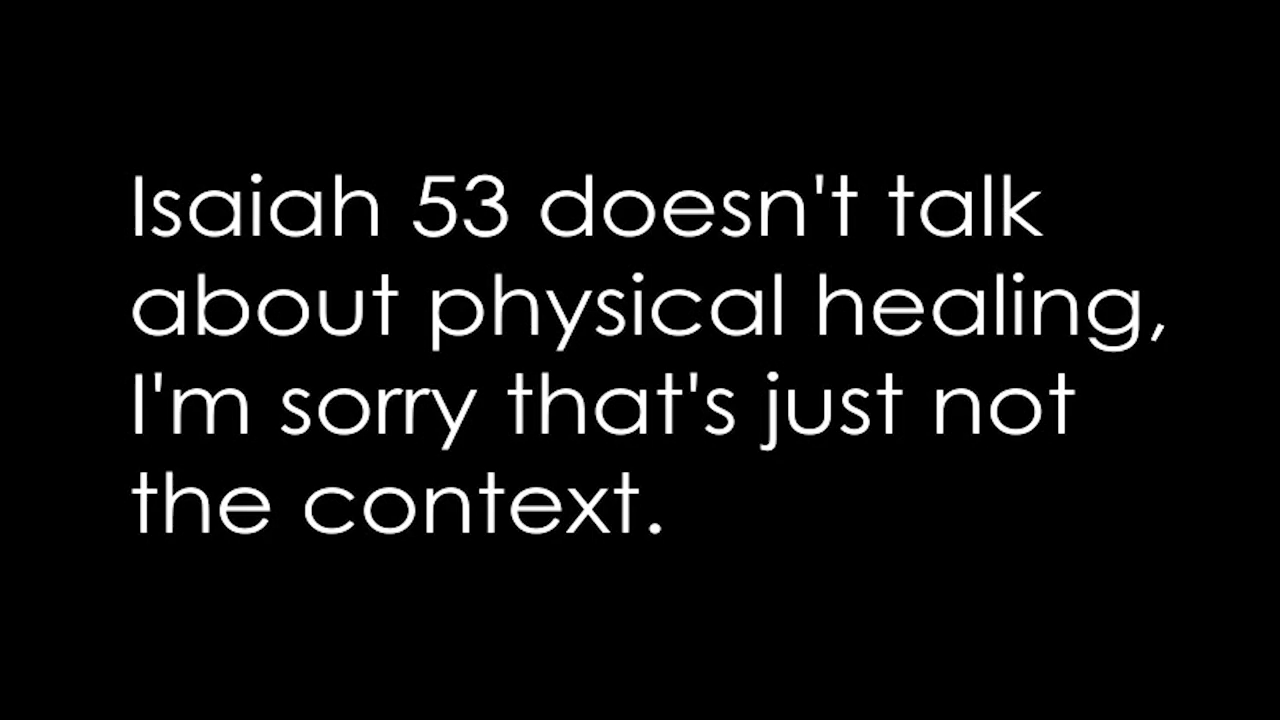 Isaiah 53 doesn't talk
about physical healing,
I'm sorry that's just not
the context.